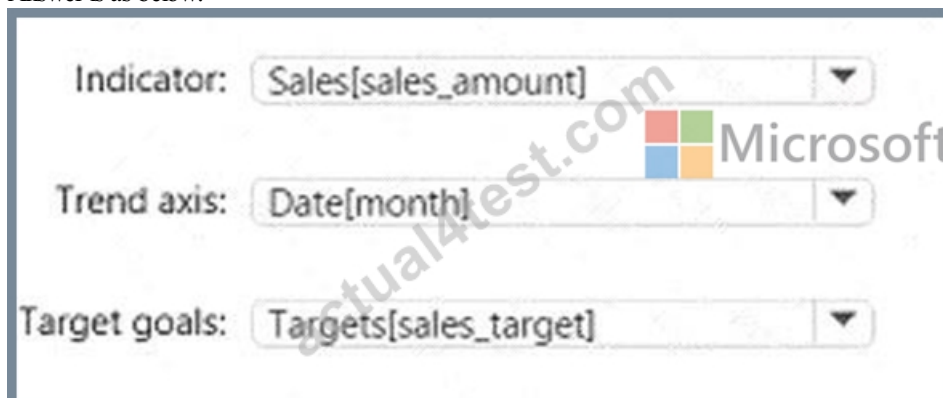 Indicator: Sales[sales_amount]
Microsoft
Trend axis: Date[month]
actual4test.com
Target goals: Targets[sales_target]